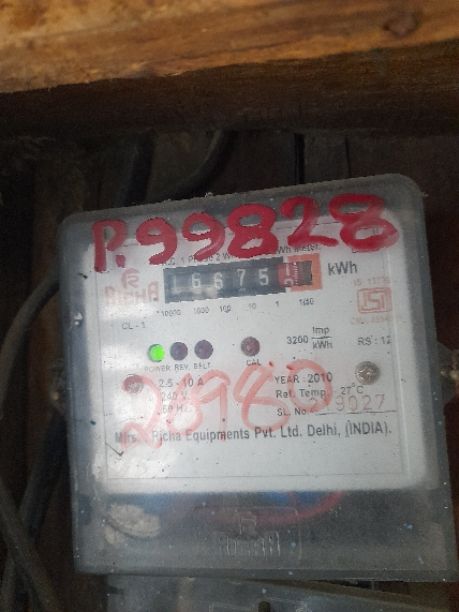 P.99828
kWh
RICHA
16675
10000 1000 100 10 1 1/10
CL - 1
3200 Imp/kWh
RS : 12
POWER REV. E/L T. CAL
2.5 - 10 A
YEAR : 2010
240 V
Ref. Temp. 27°C
50 Hz
SL. No.
Mfrs. Richa Equipments Pvt. Ltd. Delhi, (INDIA).